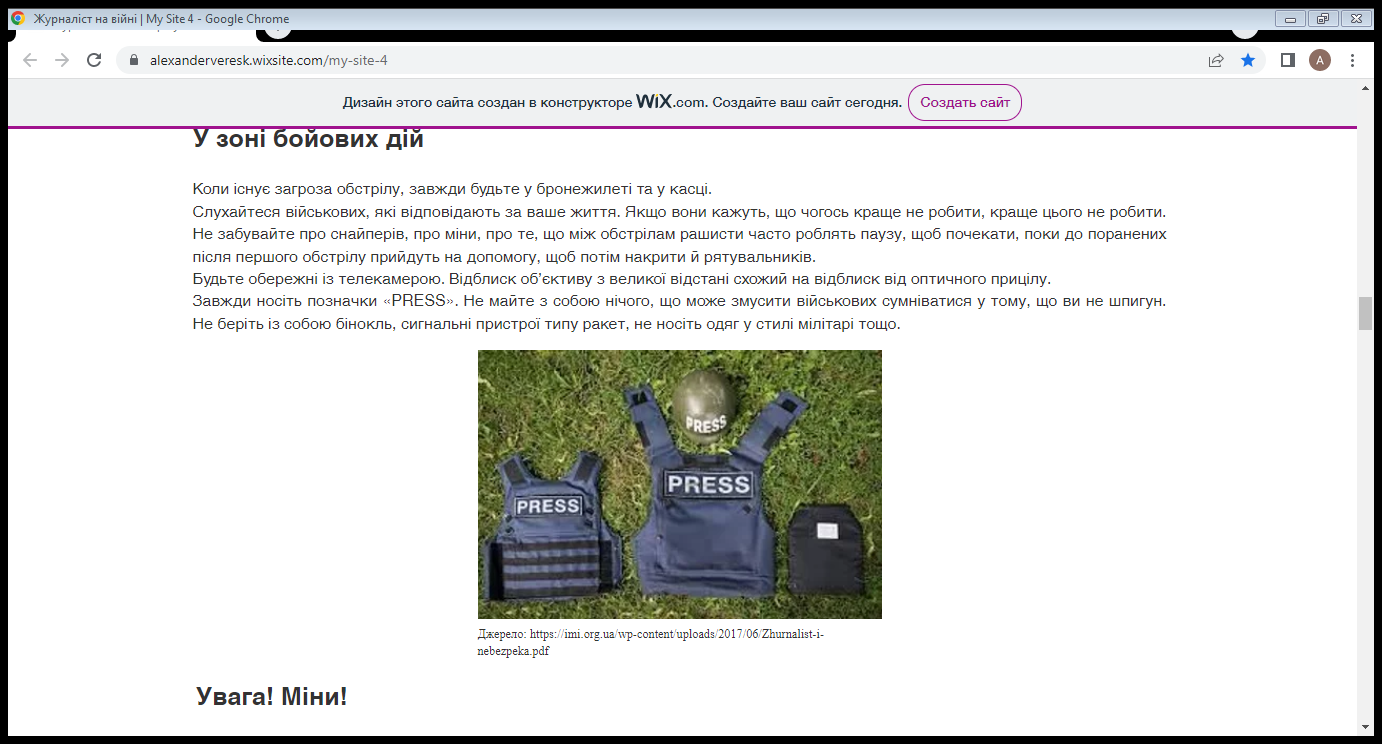 Журналіст на війні | My Site 4 - Google Chrome
alexanderveresk.wixsite.com/my-site-4
A
Дизайн этого сайта создан в конструкторе WiX.com. Создайте ваш сайт сегодня. Создать сайт
У зоні бойових дій
Коли існує загроза обстрілу, завжди будьте у бронежилеті та у касці.
Слухайтеся військових, які відповідають за ваше життя. Якщо вони кажуть, що чогось краще не робити, краще цього не робити.
Не забувайте про снайперів, про міни, про те, що між обстрілам рашисти часто роблять паузу, щоб почекати, поки до поранених
після першого обстрілу прийдуть на допомогу, щоб потім накрити й рятувальників.
Будьте обережні із телекамерою. Відблиск об’єктиву з великої відстані схожий на відблиск від оптичного прицілу.
Завжди носіть позначки «PRESS». Не майте з собою нічого, що може змусити військових сумніватися у тому, що ви не шпигун.
Не беріть із собою бінокль, сигнальні пристрої типу ракет, не носіть одяг у стилі мілітарі тощо.
PRESS
PRESS
PRESS
Джерело: https://imi.org.ua/wp-content/uploads/2017/06/Zhurnalist-i-
nebezpeka.pdf
Увага! Міни!